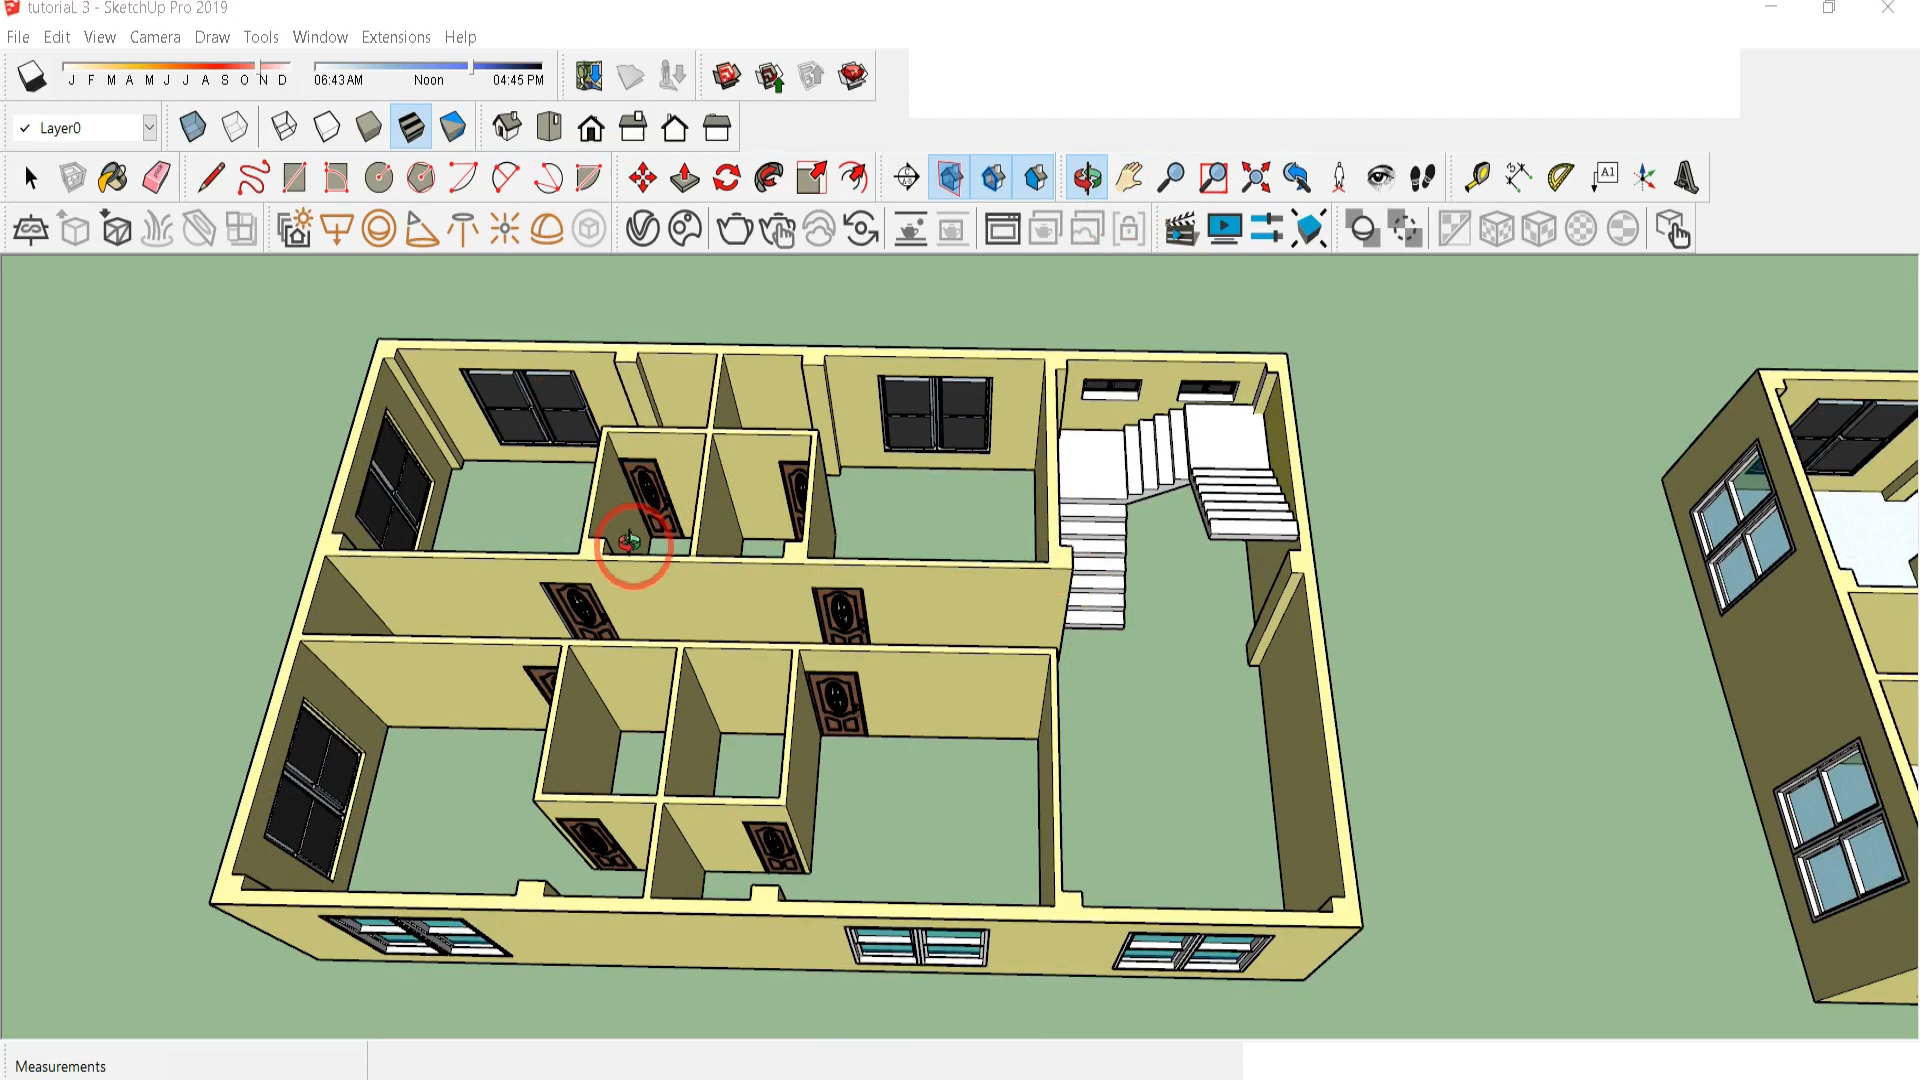 tutoriaL 3 - SketchUp Pro 2019
File Edit View Camera Draw Tools Window Extensions Help
J F M A M J J A S O N D
06:43 AM Noon 04:45 PM
Layer0
A1
Measurements